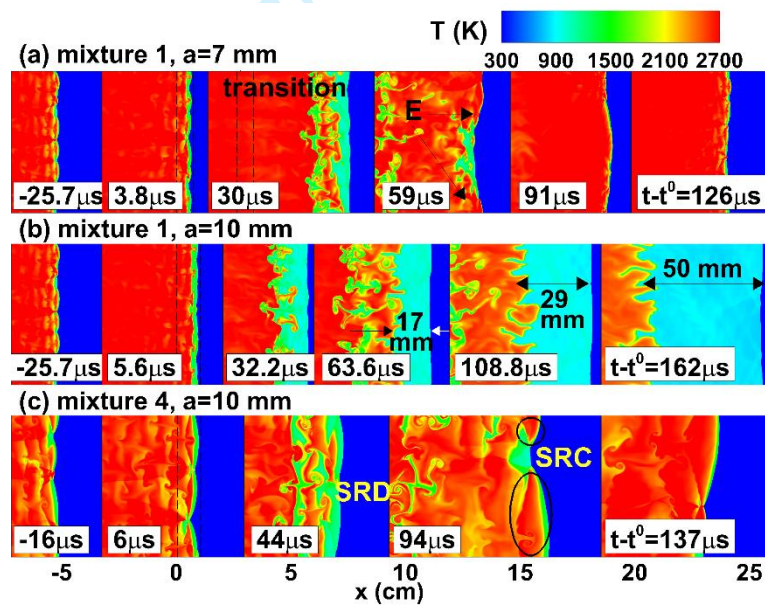 T (K)
300 900 1500 2100 2700
(a) mixture 1, a=7 mm
transition
E
-25.7μs 3.8μs 30μs 59μs 91μs t-t⁰=126μs
(b) mixture 1, a=10 mm
50 mm
29
mm
17
mm
-25.7μs 5.6μs 32.2μs 63.6μs 108.8μs t-t⁰=162μs
(c) mixture 4, a=10 mm
SRC
SRD
-16μs 6μs 44μs 94μs t-t⁰=137μs
-5 0 5 10 15 20 25
x (cm)